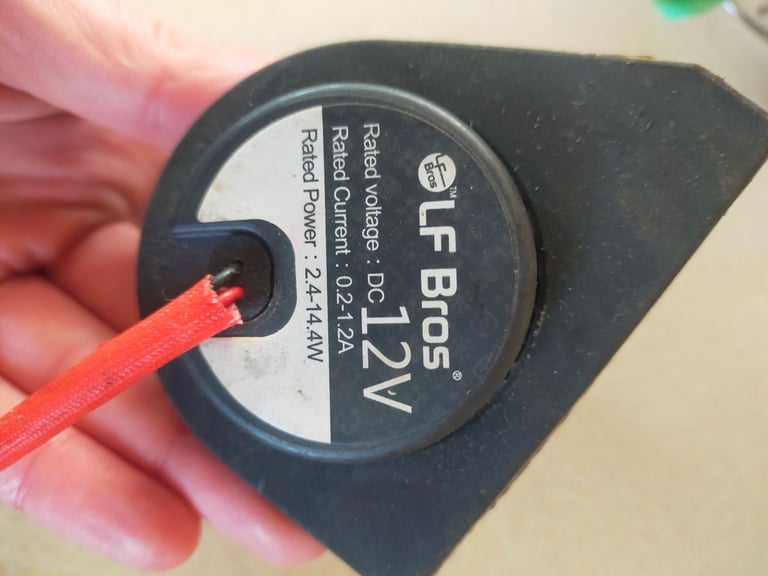 LF
Bros
TM
LF Bros®
Rated voltage : DC 12V
Rated Current : 0.2-1.2A
Rated Power : 2.4-14.4W